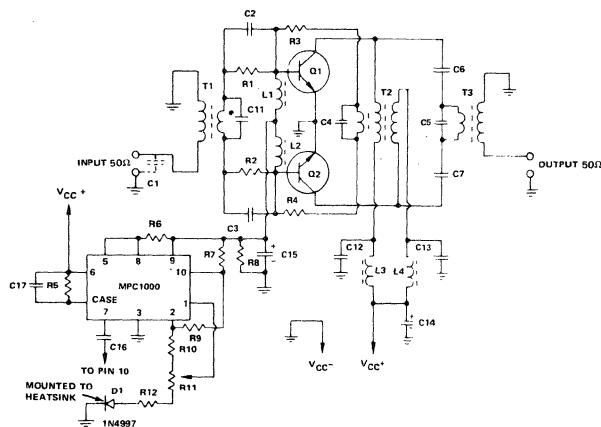 C2
R3
Q1
C6
T1
R1
L1
C11
C4
T2
C5
T3
L2
R2
Q2
C7
R4
INPUT 50Ω
C1
OUTPUT 50Ω
VCC+
R6
C3
R7
R8
C15
C12
L3
L4
C13
5
8
9
6
10
MPC1000
C17
R5
CASE
1
7
3
2
R9
C14
C16
R10
VCC−
VCC+
TO PIN 10
R11
MOUNTED TO
HEATSINK
D1
R12
1N4997